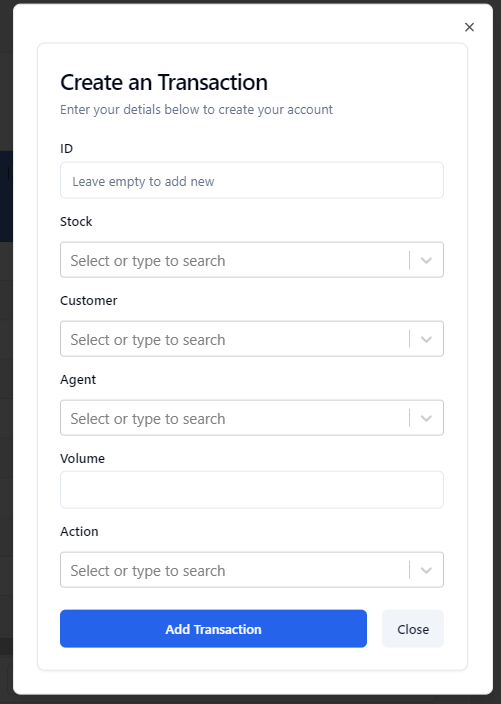 Create an Transaction
Enter your detials below to create your account
ID
Leave empty to add new
Stock
Select or type to search
Customer
Select or type to search
Agent
Select or type to search
Volume
Action
Select or type to search
Add Transaction
Close